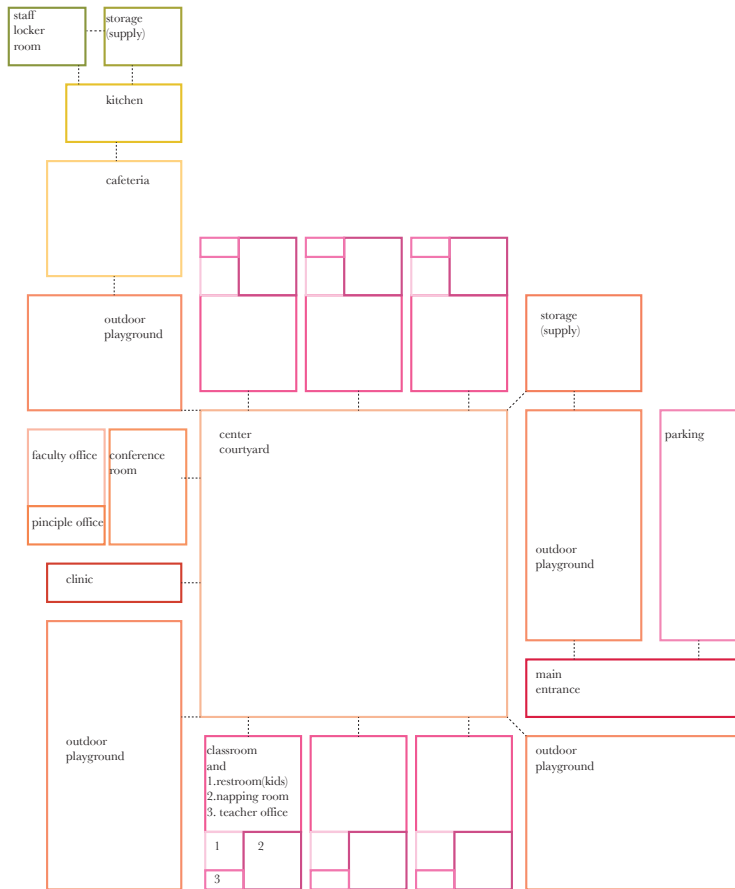 staff
locker
room
storage
(supply)
kitchen
cafeteria
outdoor
playground
storage
(supply)
center
courtyard
parking
faculty office
conference
room
pinciple office
clinic
outdoor
playground
main
entrance
outdoor
playground
classroom
and
1.restroom(kids)
2.napping room
3. teacher office
1
2
3
outdoor
playground